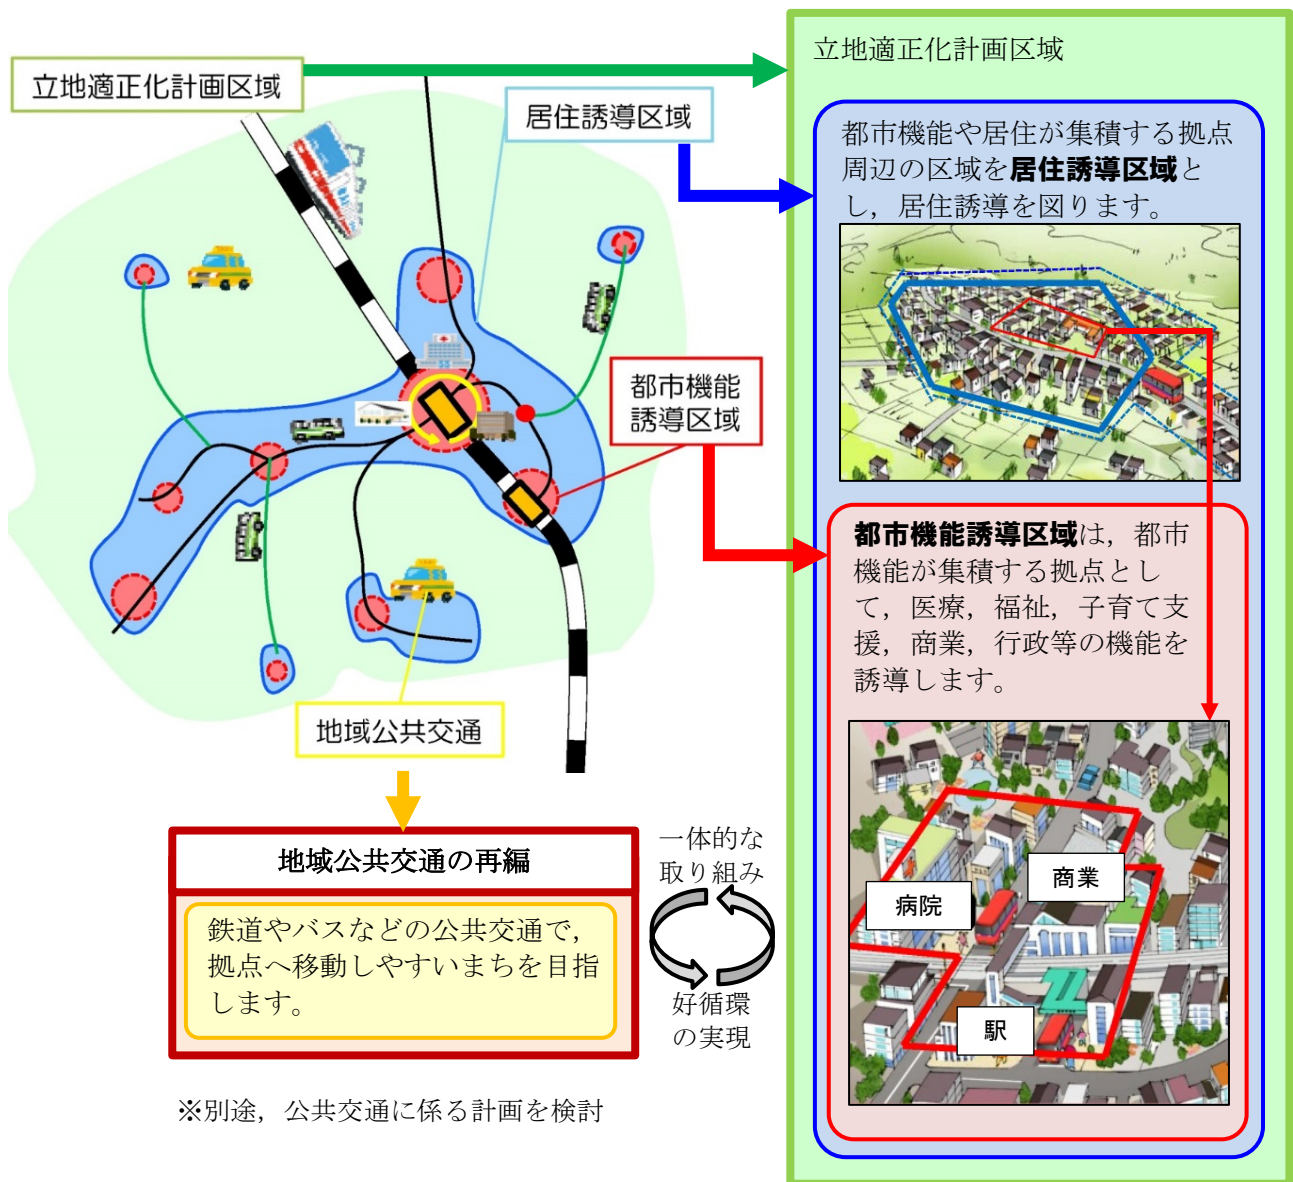 立地適正化計画区域
居住誘導区域
都市機能
誘導区域
地域公共交通
地域公共交通の再編
鉄道やバスなどの公共交通で，
拠点へ移動しやすいまちを目指
します。
一体的な
取り組み
好循環
の実現
※別途，公共交通に係る計画を検討
立地適正化計画区域
都市機能や居住が集積する拠点
周辺の区域を居住誘導区域と
し，居住誘導を図ります。
都市機能誘導区域は，都市
機能が集積する拠点とし
て，医療，福祉，子育て支
援，商業，行政等の機能を
誘導します。
商業
病院
駅